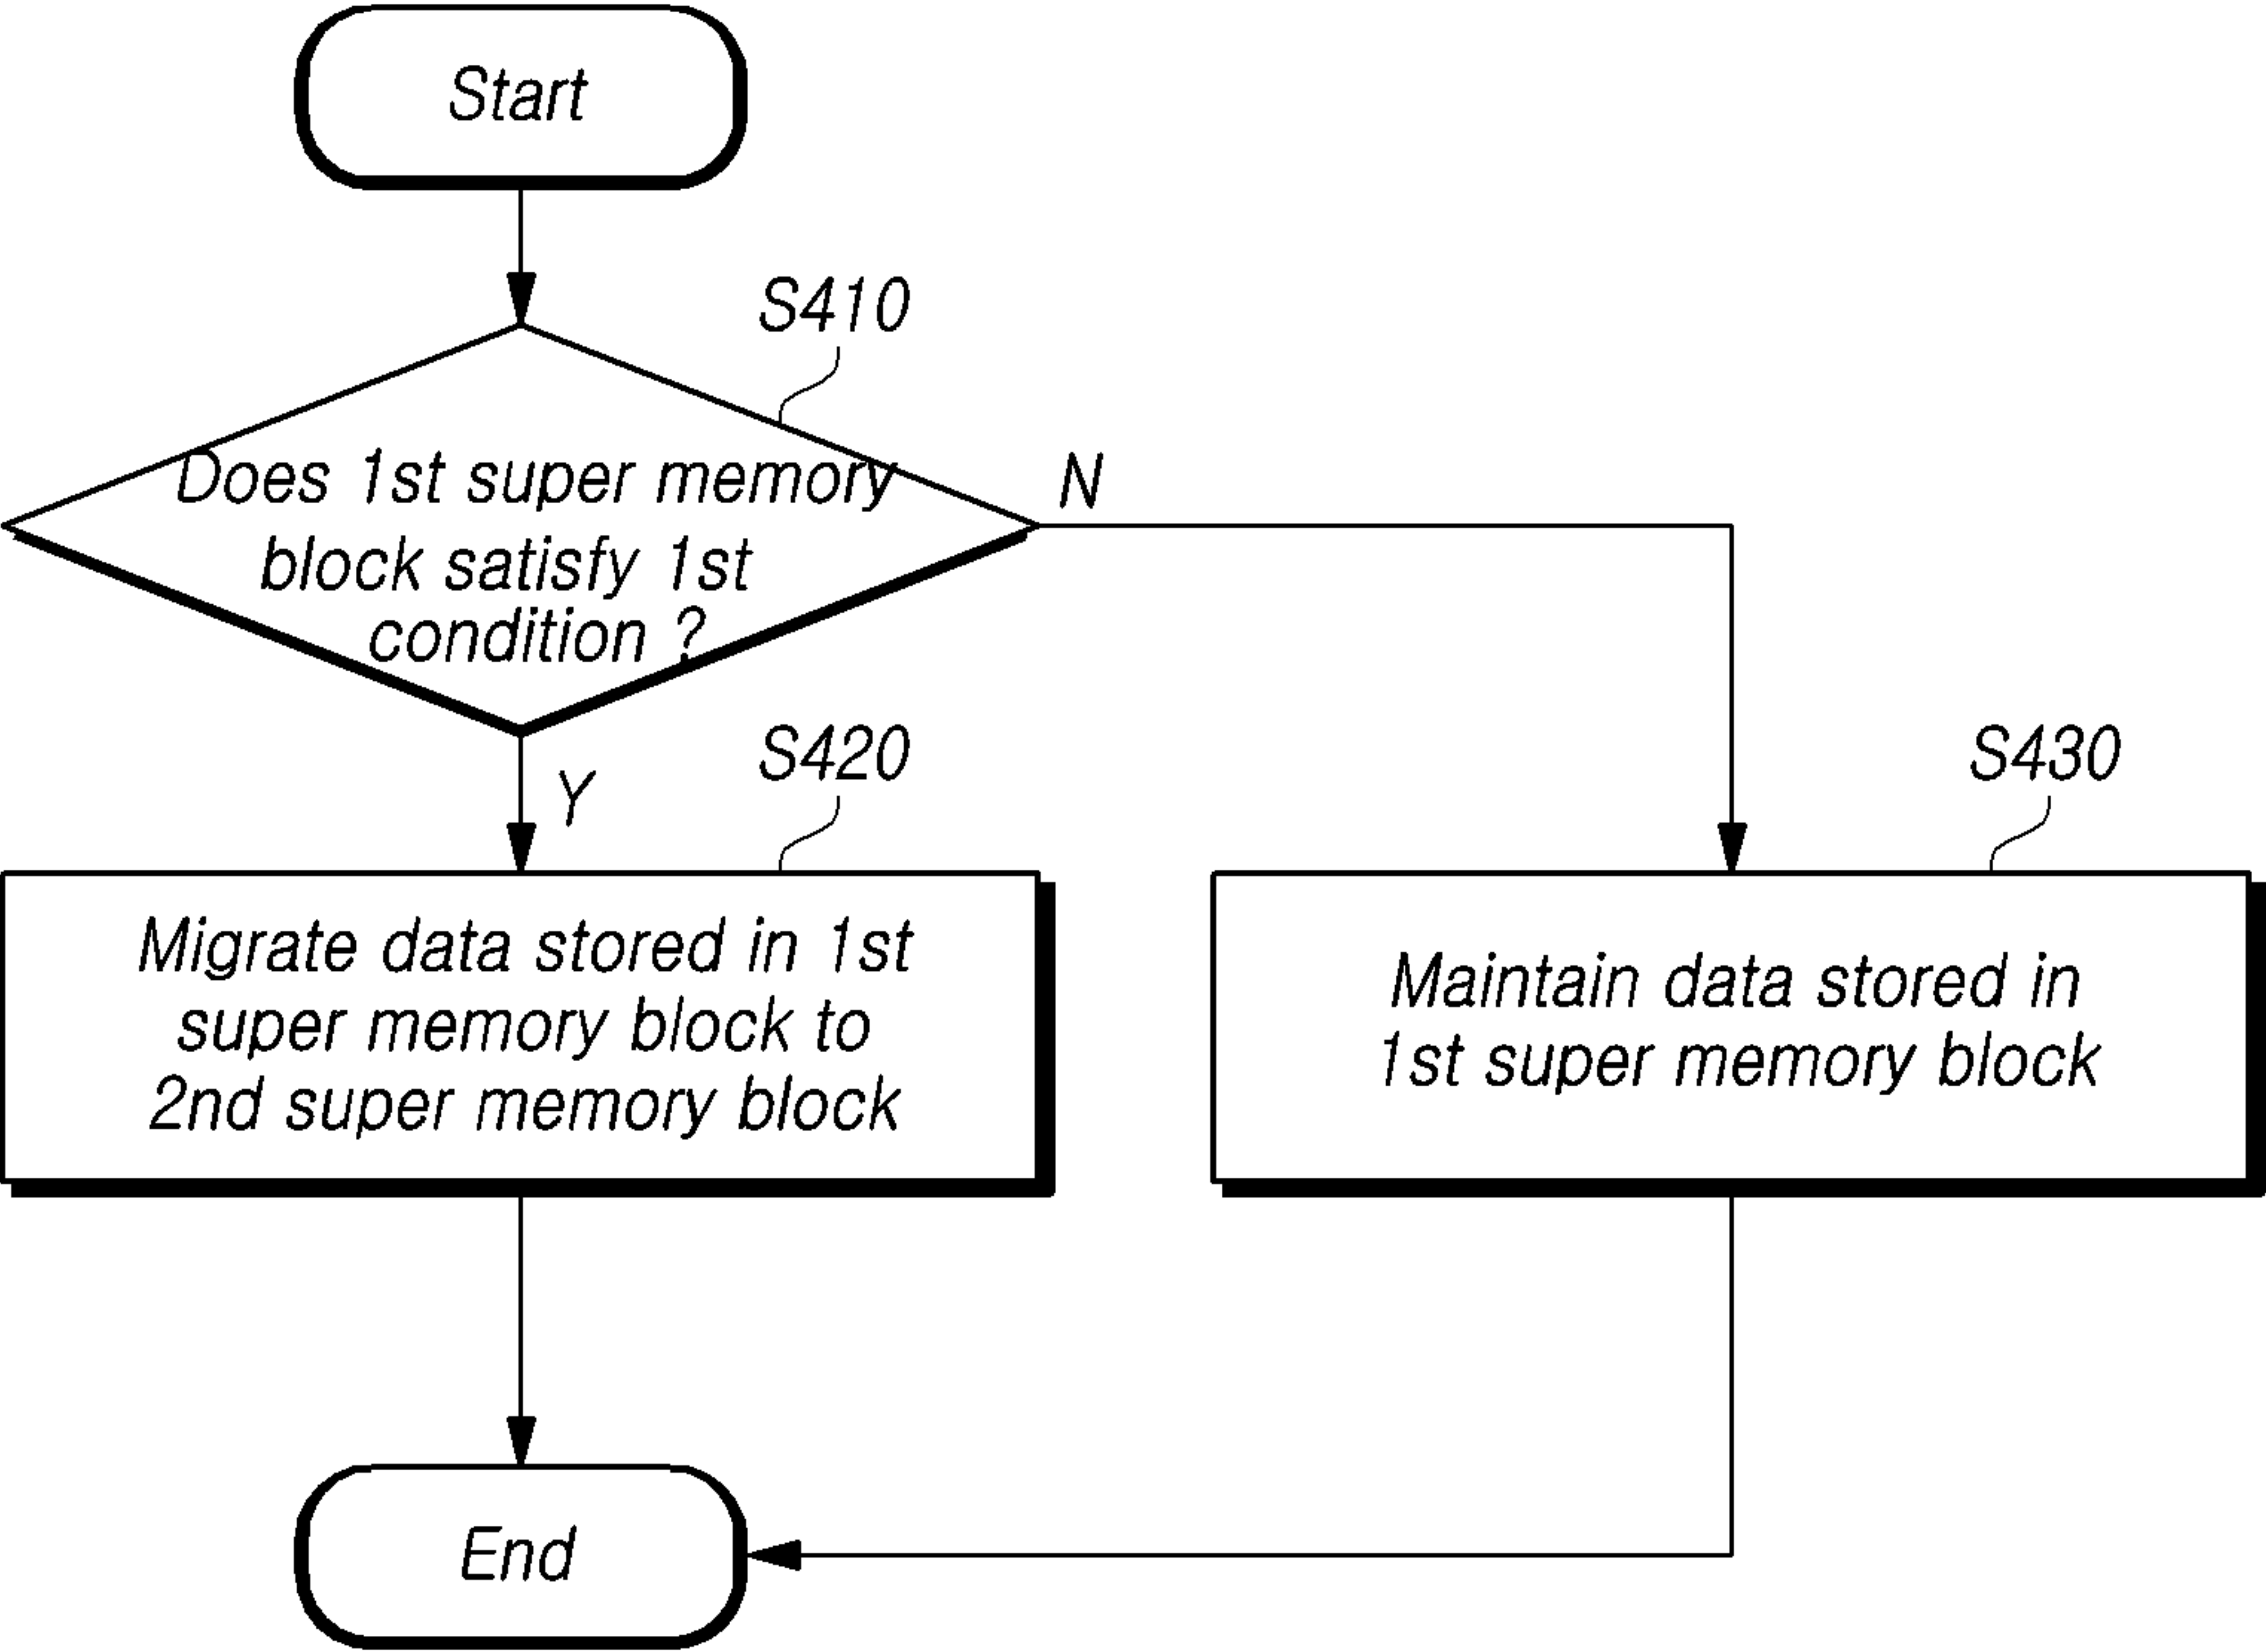 Start
S410
Does 1st super memory
block satisfy 1st
condition ?
N
Y
S420
Migrate data stored in 1st
super memory block to
2nd super memory block
S430
Maintain data stored in
1st super memory block
End